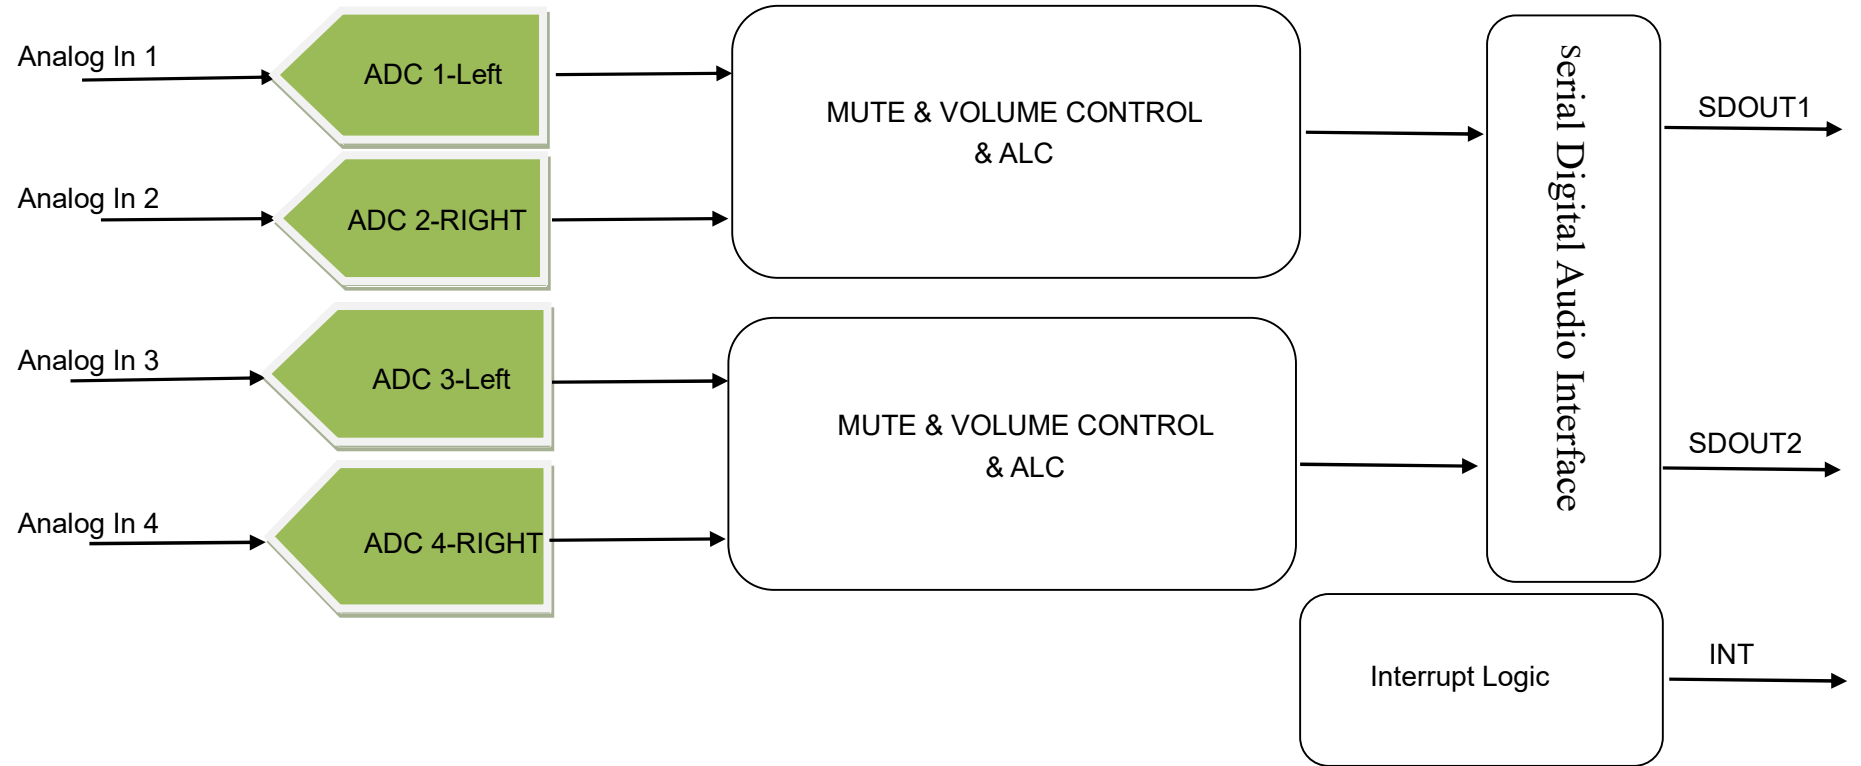 Analog In 1
ADC 1-Left
Analog In 2
ADC 2-RIGHT
MUTE & VOLUME CONTROL
& ALC
Analog In 3
ADC 3-Left
Analog In 4
ADC 4-RIGHT
MUTE & VOLUME CONTROL
& ALC
Serial Digital Audio Interface
SDOUT1
SDOUT2
Interrupt Logic
INT